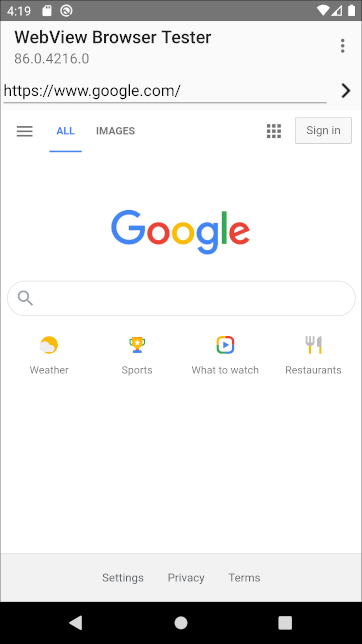 4:19
WebView Browser Tester
86.0.4216.0
https://www.google.com/
ALL IMAGES Sign in
Google
Weather Sports What to watch Restaurants
Settings Privacy Terms